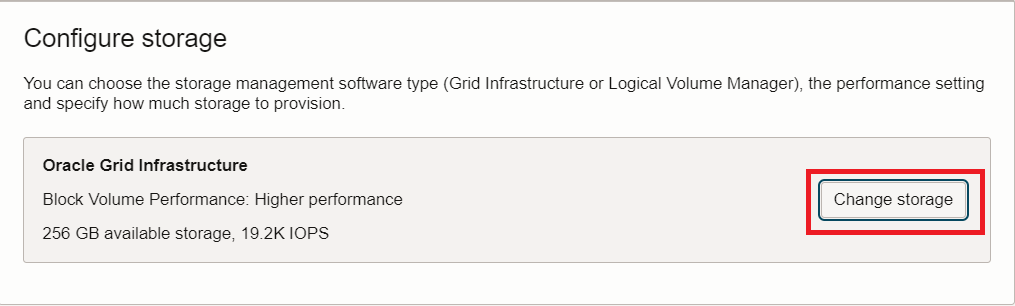 Configure storage
You can choose the storage management software type (Grid Infrastructure or Logical Volume Manager), the performance setting
and specify how much storage to provision.
Oracle Grid Infrastructure
Block Volume Performance: Higher performance
Change storage
256 GB available storage, 19.2K IOPS